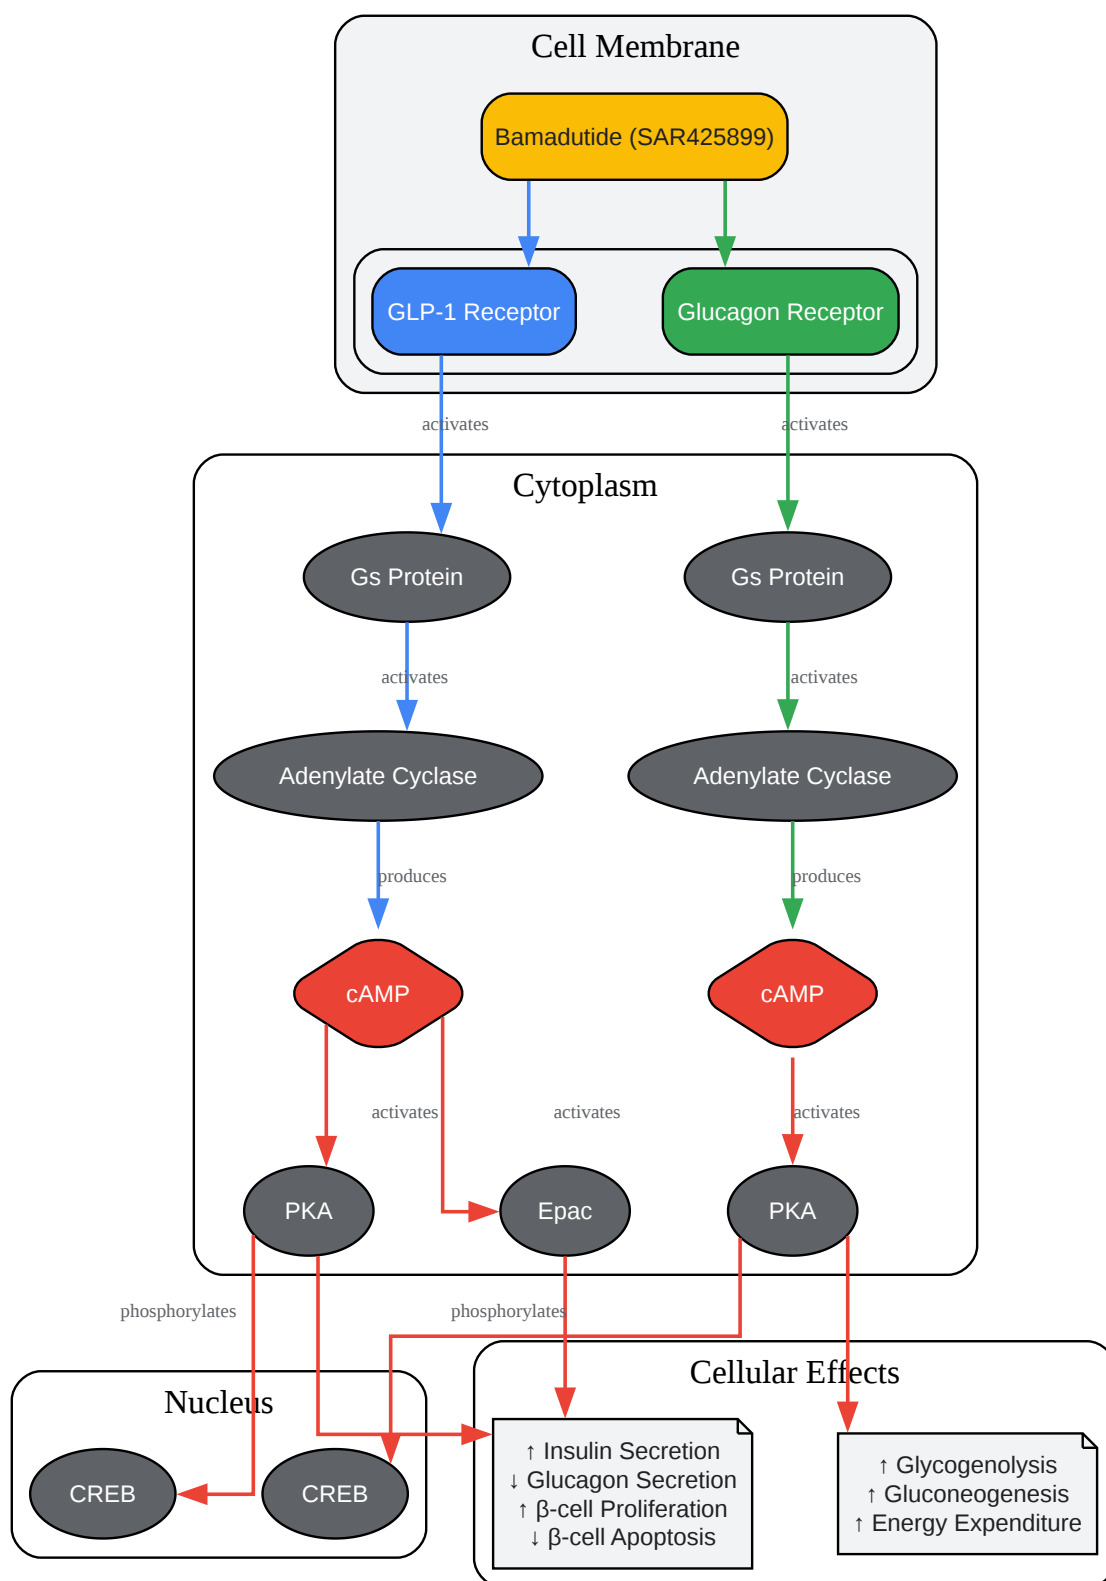 Cell Membrane
Bamadutide (SAR425899)
GLP-1 Receptor
Glucagon Receptor
activates
activates
Cytoplasm
Gs Protein
Gs Protein
activates
activates
Adenylate Cyclase
Adenylate Cyclase
produces
produces
cAMP
cAMP
activates
activates
activates
PKA
Epac
PKA
phosphorylates
phosphorylates
Nucleus
CREB
CREB
Cellular Effects
↑ Insulin Secretion
↓ Glucagon Secretion
↑ β-cell Proliferation
↓ β-cell Apoptosis
↑ Glycogenolysis
↑ Gluconeogenesis
↑ Energy Expenditure